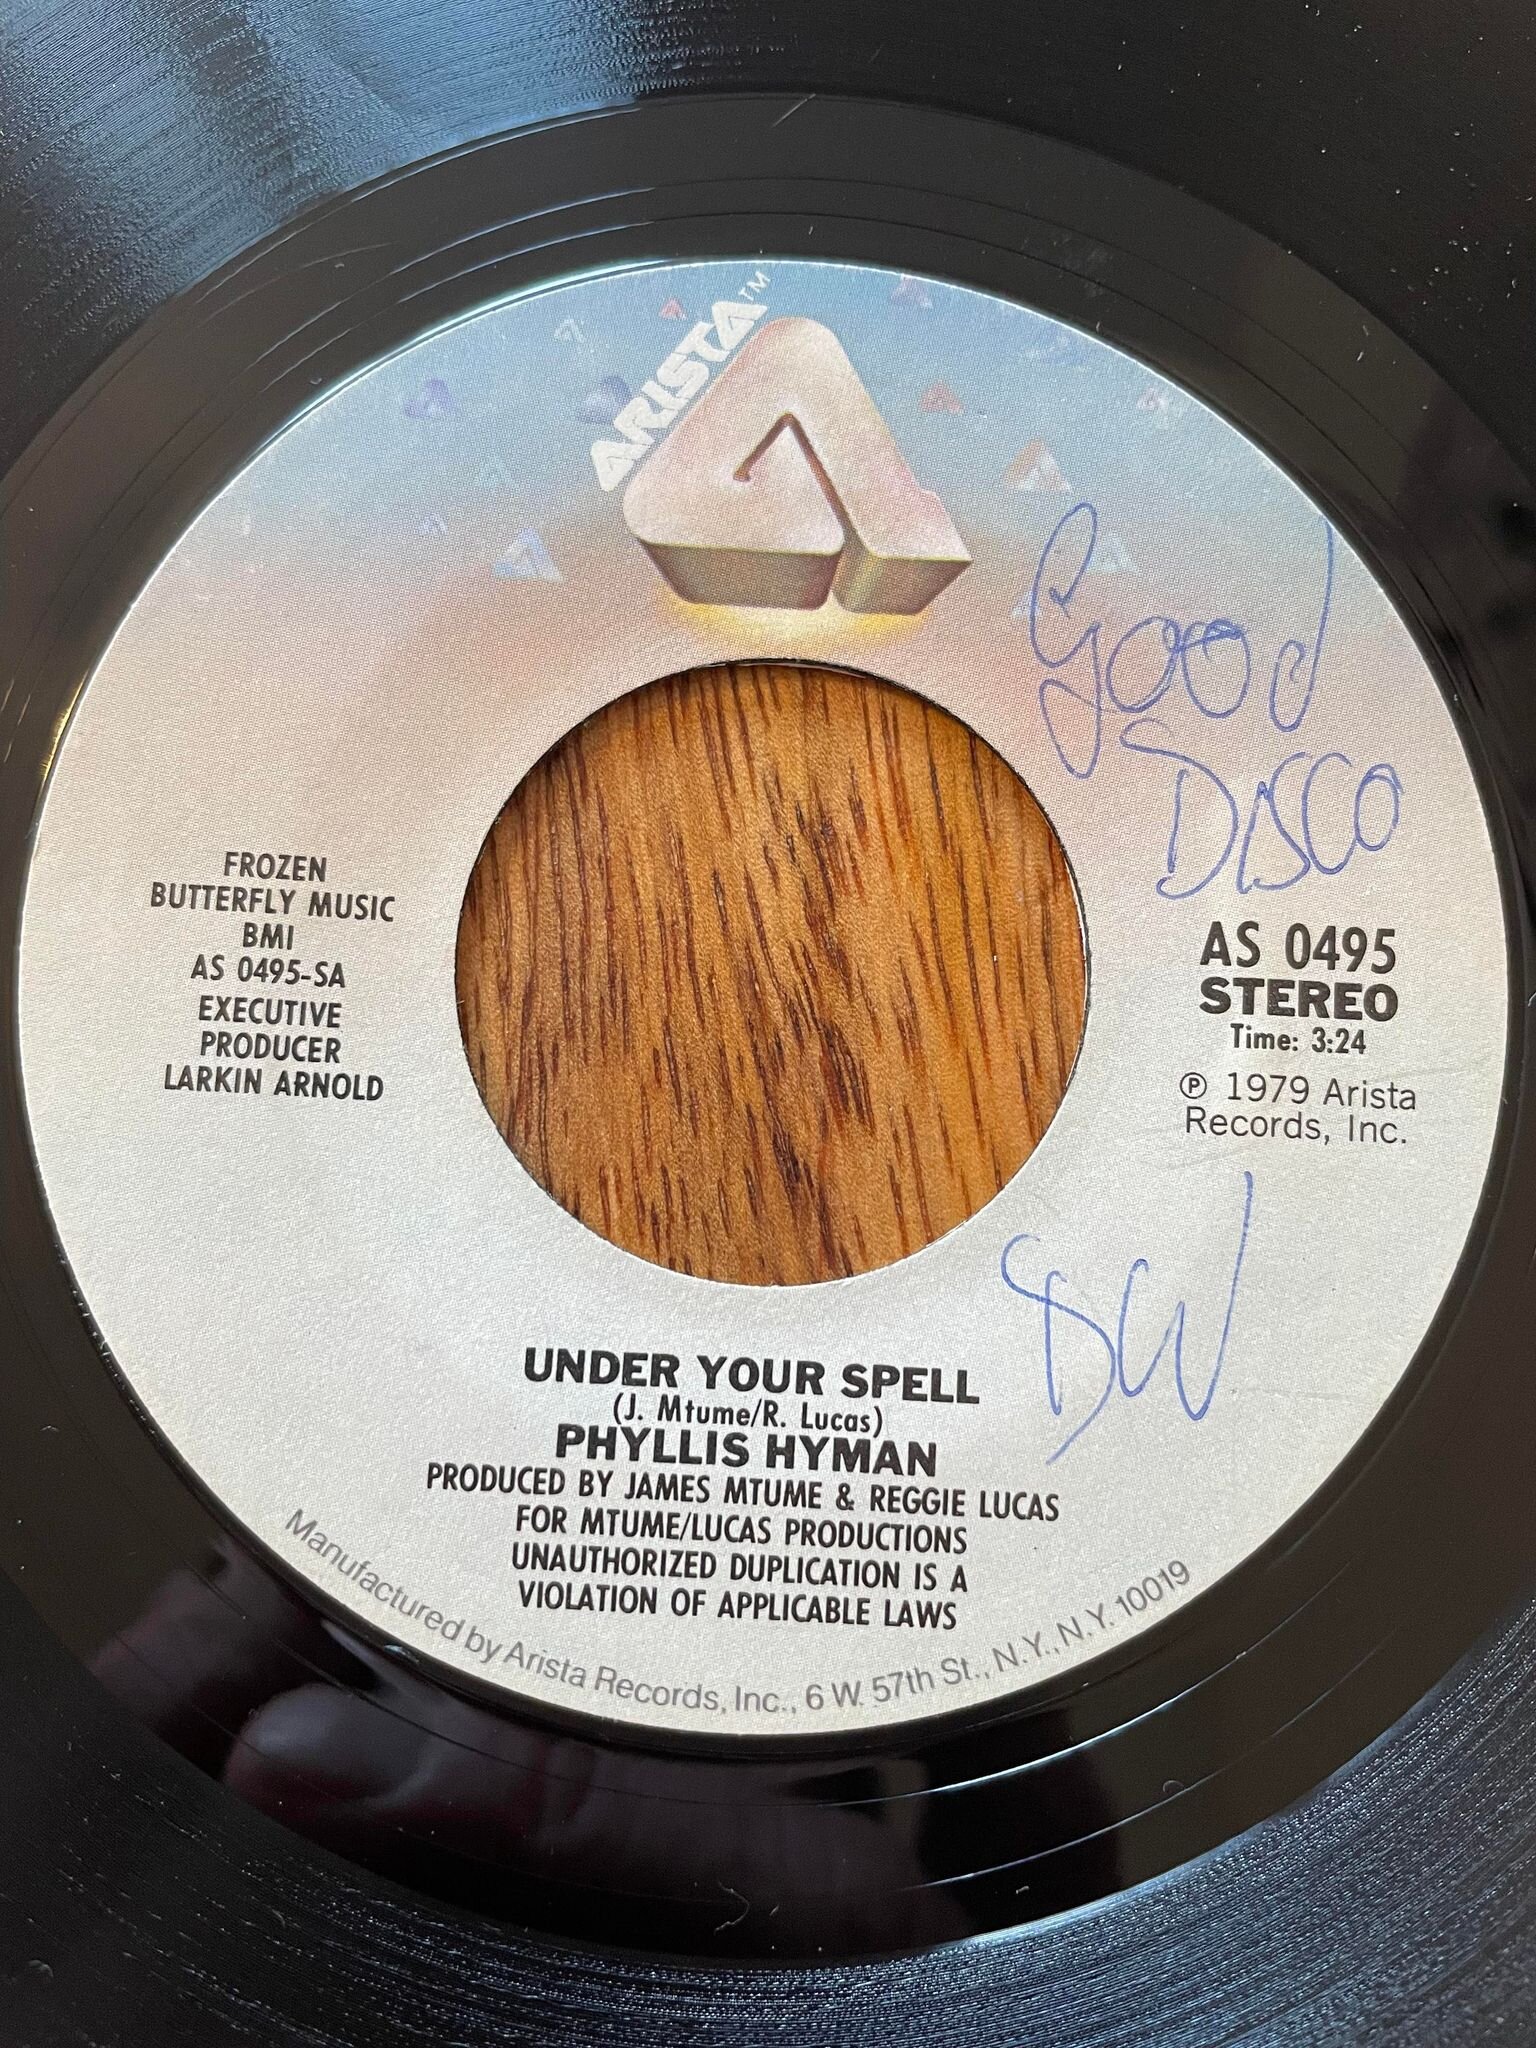 ARISTA™
Good
Disco
FROZEN
BUTTERFLY MUSIC
BMI
AS 0495-SA
EXECUTIVE
PRODUCER
LARKIN ARNOLD
AS 0495
STEREO
Time: 3:24
℗ 1979 Arista
Records, Inc.
DW
UNDER YOUR SPELL
(J. Mtume/R. Lucas)
PHYLLIS HYMAN
PRODUCED BY JAMES MTUME & REGGIE LUCAS
FOR MTUME/LUCAS PRODUCTIONS
UNAUTHORIZED DUPLICATION IS A
VIOLATION OF APPLICABLE LAWS
Manufactured by Arista Records, Inc., 6 W. 57th St., N.Y., N.Y. 10019